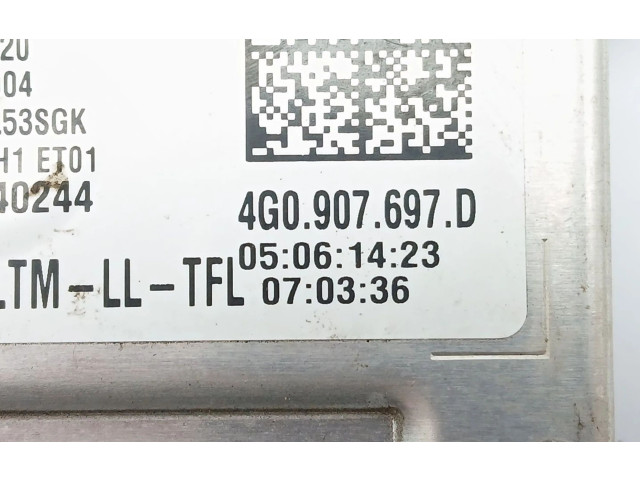 20
04
53SGK
H1 ET01
40244
4G0.907.697.D
LTM-LL-TFL 05:06:14:23
07:03:36